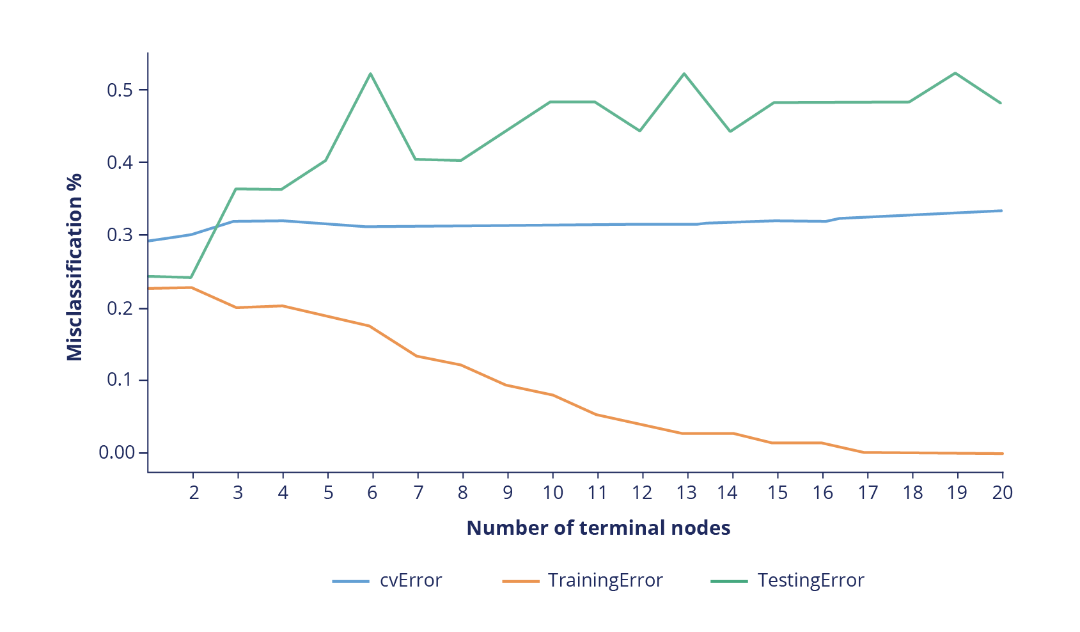 Misclassification %
0.5
0.4
0.3
0.2
0.1
0.00
2 3 4 5 6 7 8 9 10 11 12 13 14 15 16 17 18 19 20
Number of terminal nodes
cvError TrainingError TestingError